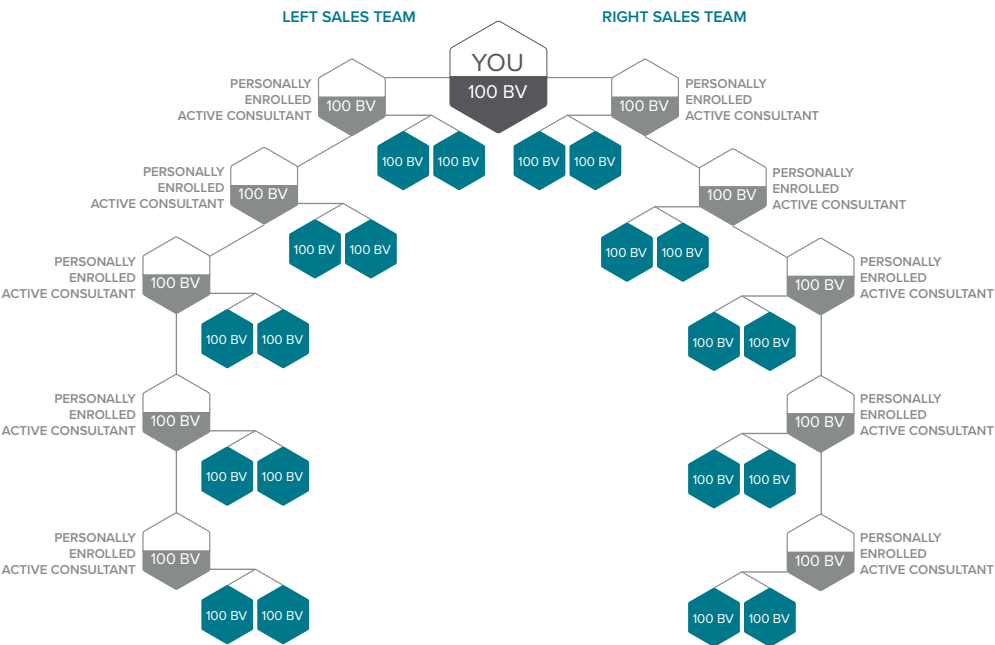 LEFT SALES TEAM
RIGHT SALES TEAM
YOU
100 BV
PERSONALLY
ENROLLED
ACTIVE CONSULTANT
100 BV
100 BV
PERSONALLY
ENROLLED
ACTIVE CONSULTANT
100 BV
100 BV
100 BV
100 BV
PERSONALLY
ENROLLED
ACTIVE CONSULTANT
100 BV
100 BV
PERSONALLY
ENROLLED
ACTIVE CONSULTANT
100 BV
100 BV
100 BV
100 BV
PERSONALLY
ENROLLED
ACTIVE CONSULTANT
100 BV
100 BV
PERSONALLY
ENROLLED
ACTIVE CONSULTANT
100 BV
100 BV
100 BV
100 BV
PERSONALLY
ENROLLED
ACTIVE CONSULTANT
100 BV
100 BV
PERSONALLY
ENROLLED
ACTIVE CONSULTANT
100 BV
100 BV
100 BV
100 BV
PERSONALLY
ENROLLED
ACTIVE CONSULTANT
100 BV
100 BV
PERSONALLY
ENROLLED
ACTIVE CONSULTANT
100 BV
100 BV
100 BV
100 BV